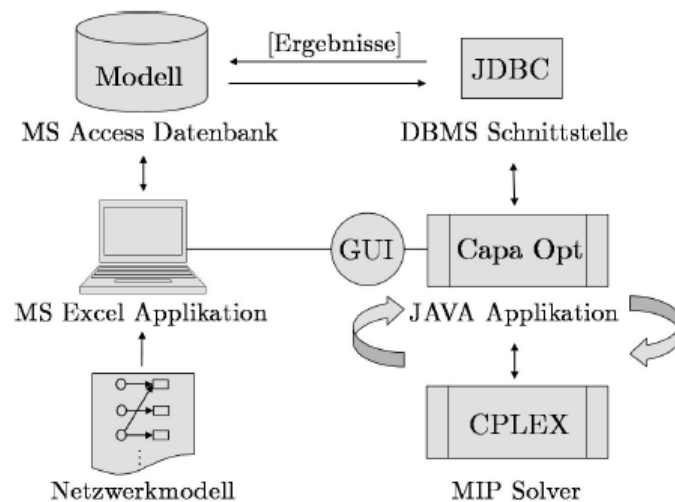 [Ergebnisse]
Modell
JDBC
MS Access Datenbank
DBMS Schnittstelle
GUI
Capa Opt
MS Excel Applikation
JAVA Applikation
CPLEX
Netzwerkmodell
MIP Solver